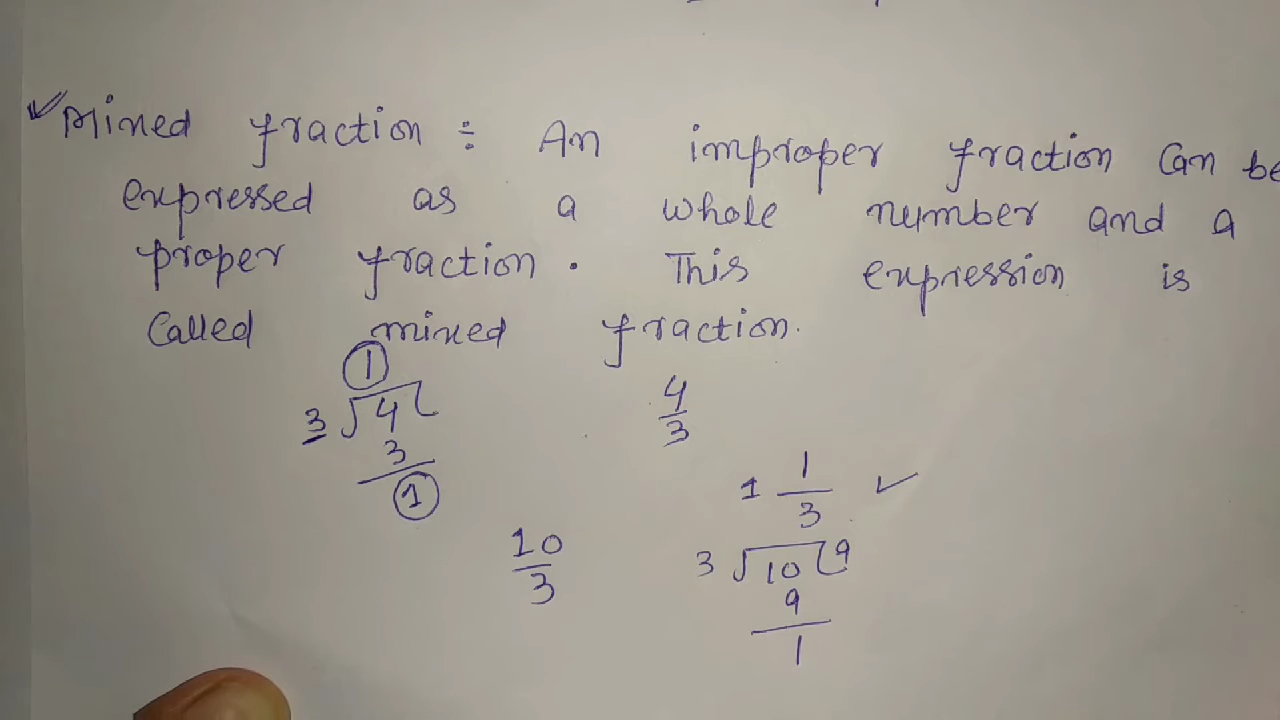 ✓ Mixed fraction ÷ An improper fraction Can be
expressed as a whole number and a
proper fraction. This expression is
Called mixed fraction.
1
3 √4
3
1
4
3
1 1
3 ✓
10
3
3 √10 9
9
1